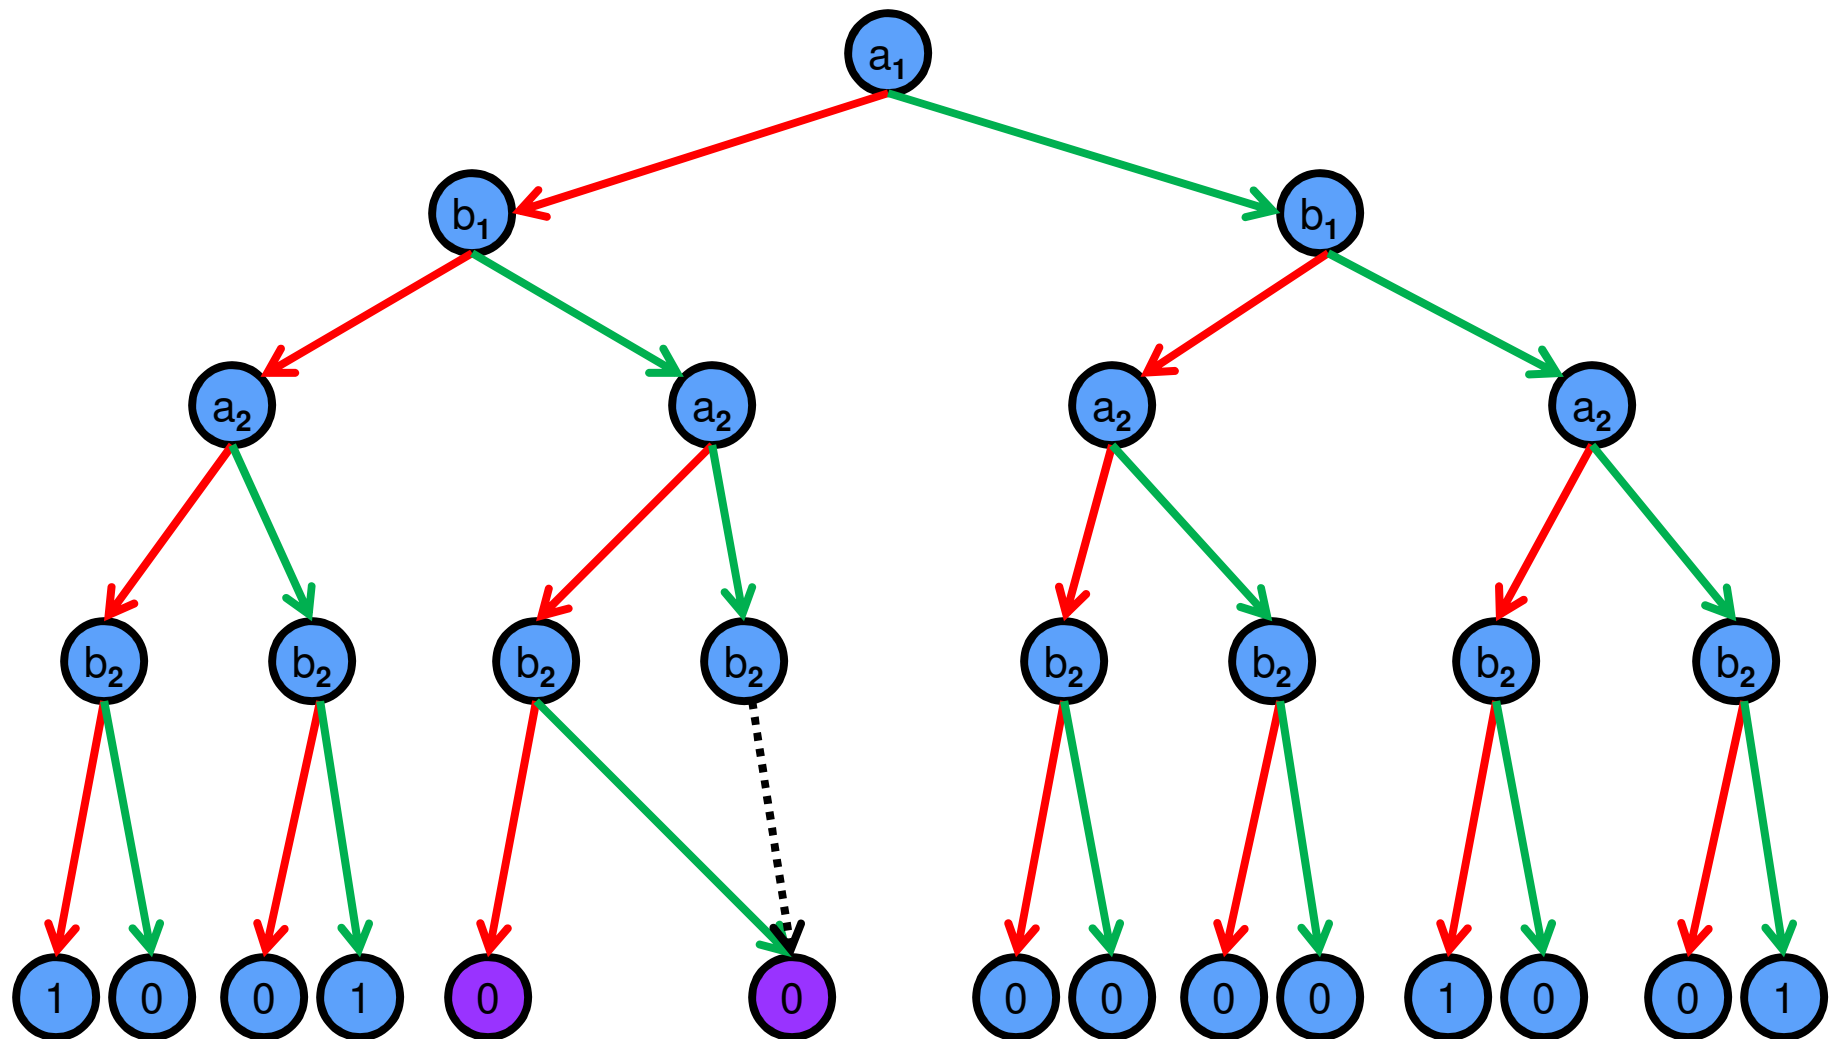 a₁
b₁ b₁
a₂ a₂ a₂ a₂
b₂ b₂ b₂ b₂ b₂ b₂ b₂ b₂
1 0 0 1 0 0 0 0 0 0 1 0 0 1